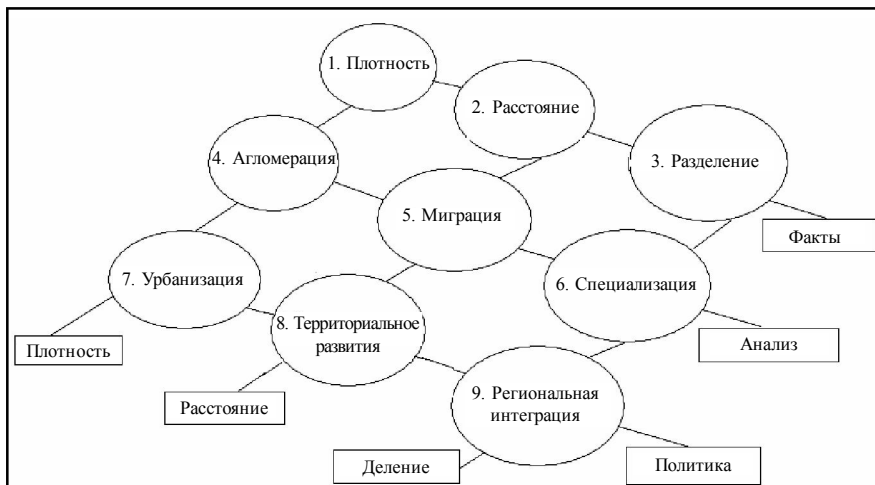 1. Плотность
2. Расстояние
3. Разделение
4. Агломерация
5. Миграция
Факты
7. Урбанизация
6. Специализация
8. Территориальное
развития
Плотность
Анализ
9. Региональная
интеграция
Расстояние
Деление
Политика